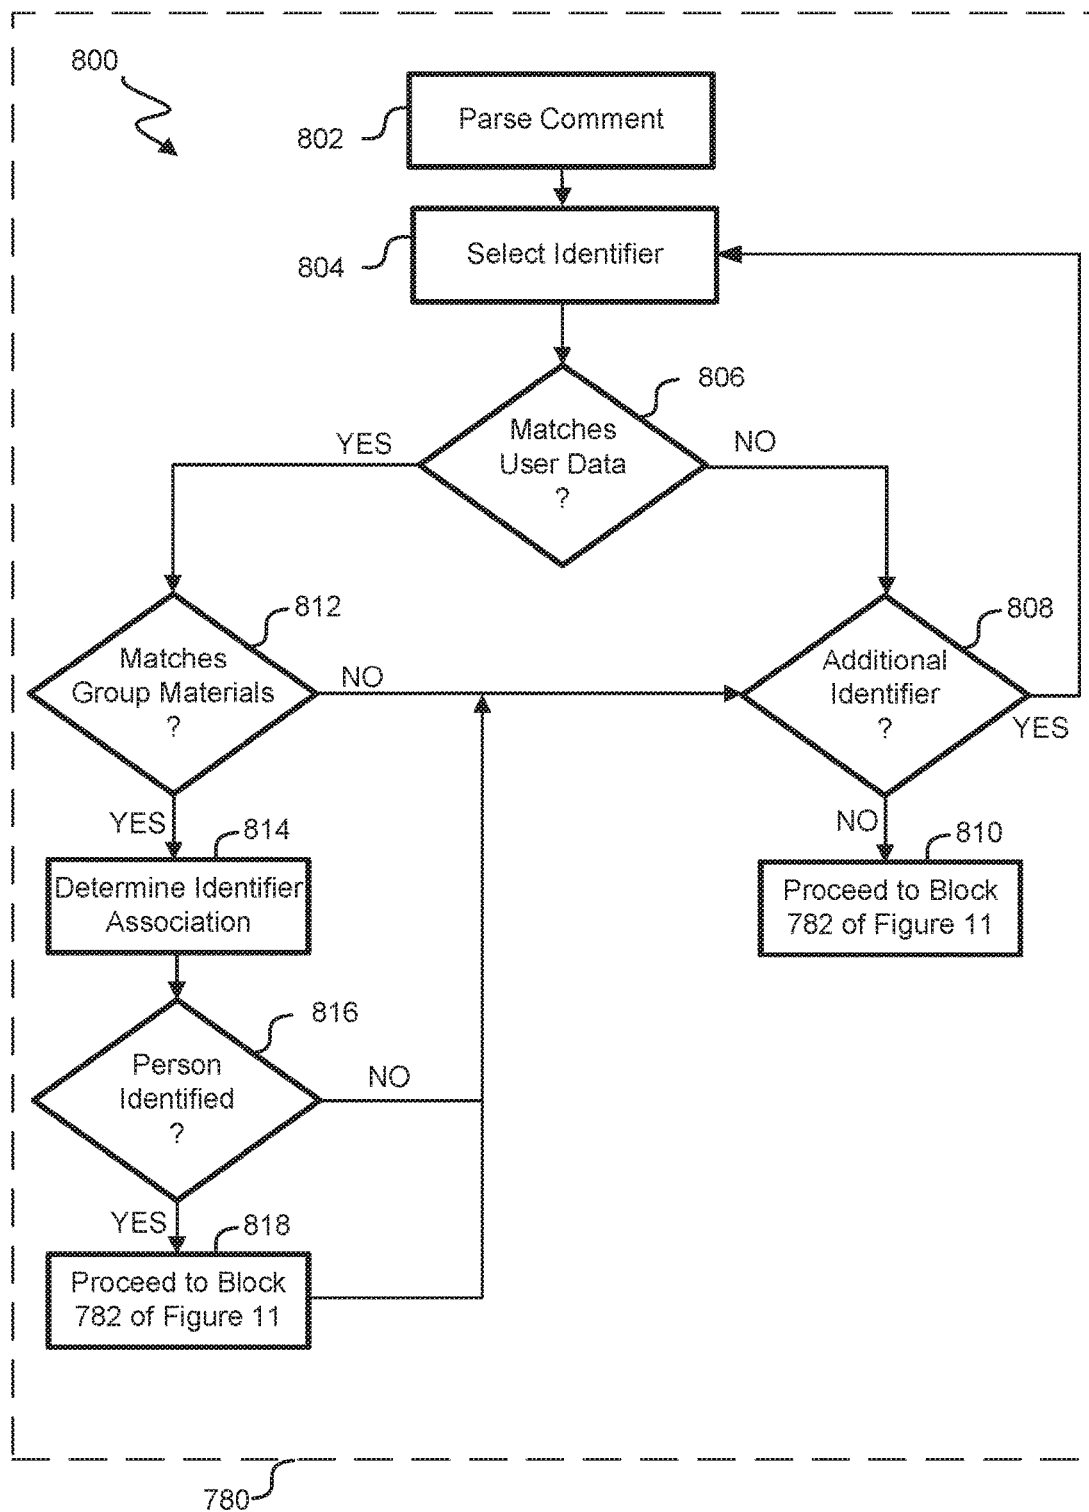 800
Parse Comment
802
Select Identifier
804
806
Matches
User Data
?
YES
NO
812
Matches
Group Materials
?
NO
808
Additional
Identifier
?
YES
YES
814
Determine Identifier
Association
NO
810
Proceed to Block
782 of Figure 11
816
Person
Identified
?
NO
YES
818
Proceed to Block
782 of Figure 11
780